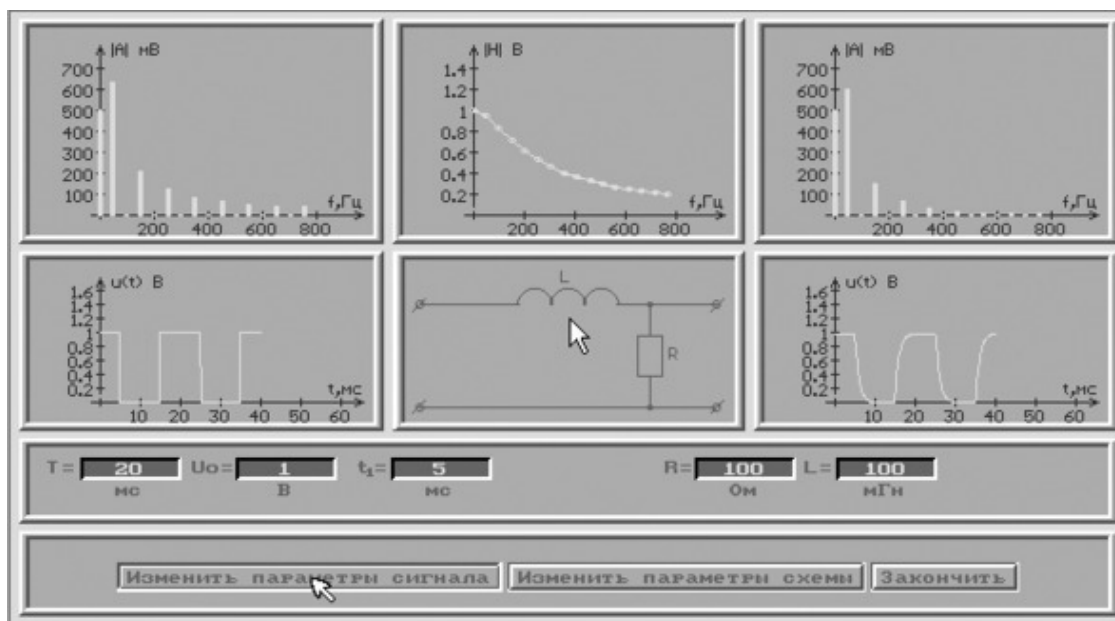 |A| мВ
700
600
500
400
300
200
100
200 400 600 800
f,Гц
|H| В
1.4
1.2
1
0.8
0.6
0.4
0.2
200 400 600 800
f,Гц
|A| мВ
700
600
500
400
300
200
100
200 400 600 800
f,Гц
u(t) В
1.6
1.4
1.2
1
0.8
0.6
0.4
0.2
10 20 30 40 50 60
t,мс
L
R
u(t) В
1.6
1.4
1.2
1
0.8
0.6
0.4
0.2
10 20 30 40 50 60
t,мс
T= 20 Uo= 1 t₁= 5 R= 100 L= 100
мс В мс Ом мГн
Изменить параметры сигнала Изменить параметры схемы Закончить